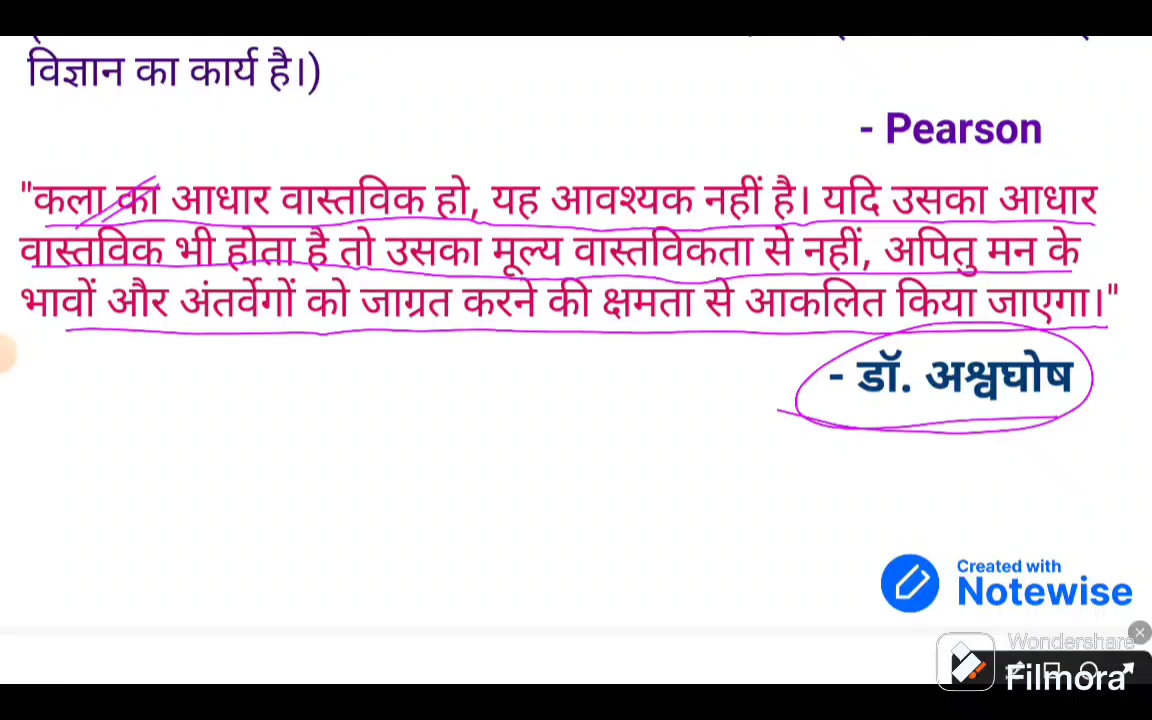 विज्ञान का कार्य है।)
- Pearson
"कला का आधार वास्तविक हो, यह आवश्यक नहीं है। यदि उसका आधार
वास्तविक भी होता है तो उसका मूल्य वास्तविकता से नहीं, अपितु मन के
भावों और अंतर्वेगों को जाग्रत करने की क्षमता से आकलित किया जाएगा।"
- डॉ. अश्वघोष
Created with
Notewise
Wondershare
Filmora